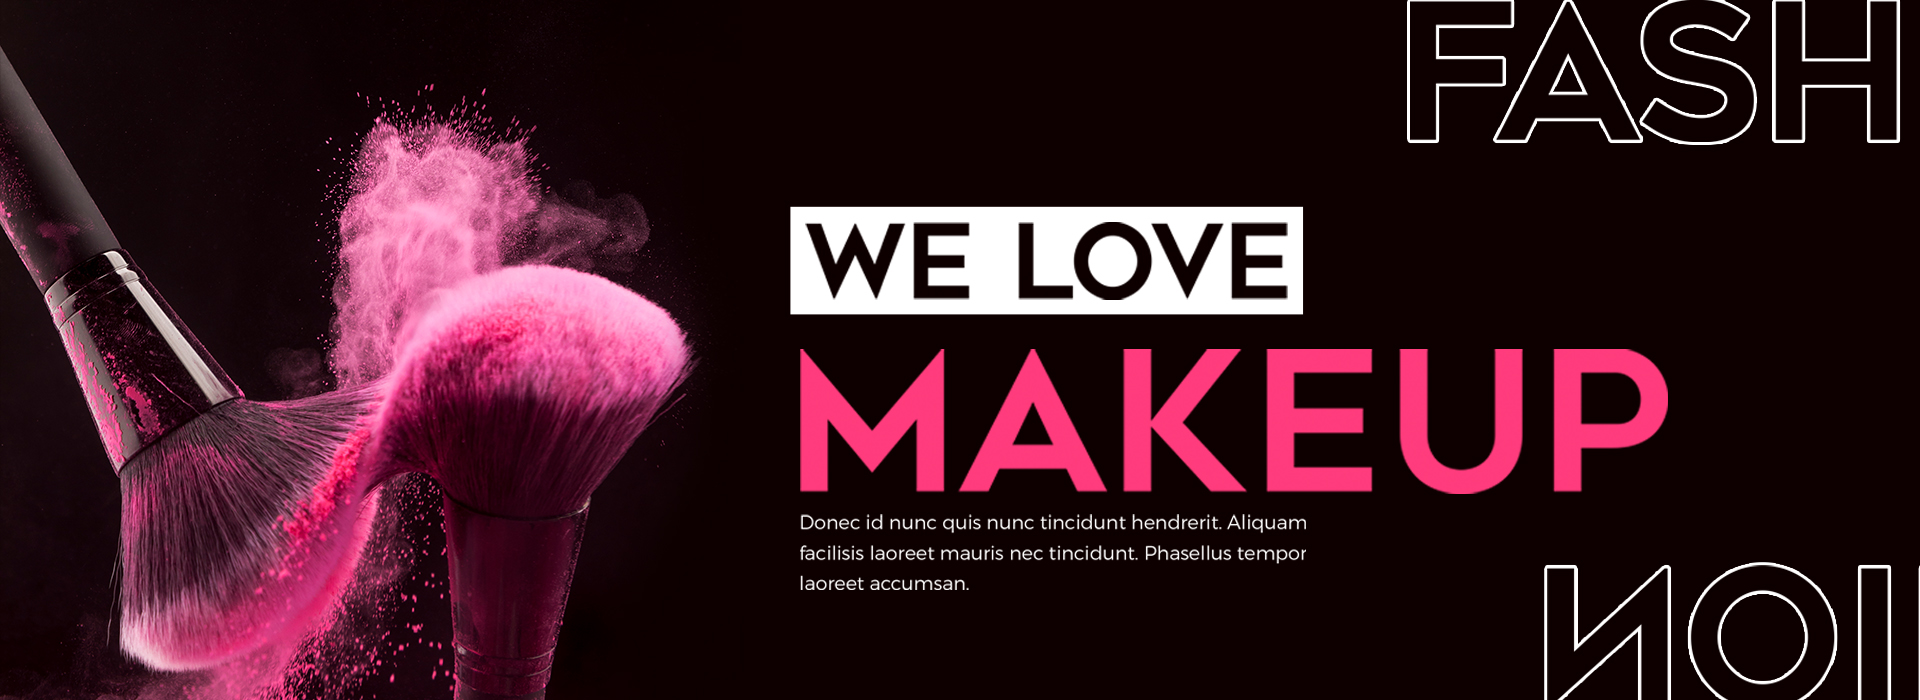 FASH
WE LOVE
MAKEUP
Donec id nunc quis nunc tincidunt hendrerit. Aliquam
facilisis laoreet mauris nec tincidunt. Phasellus tempor
laoreet accumsan.
NOI